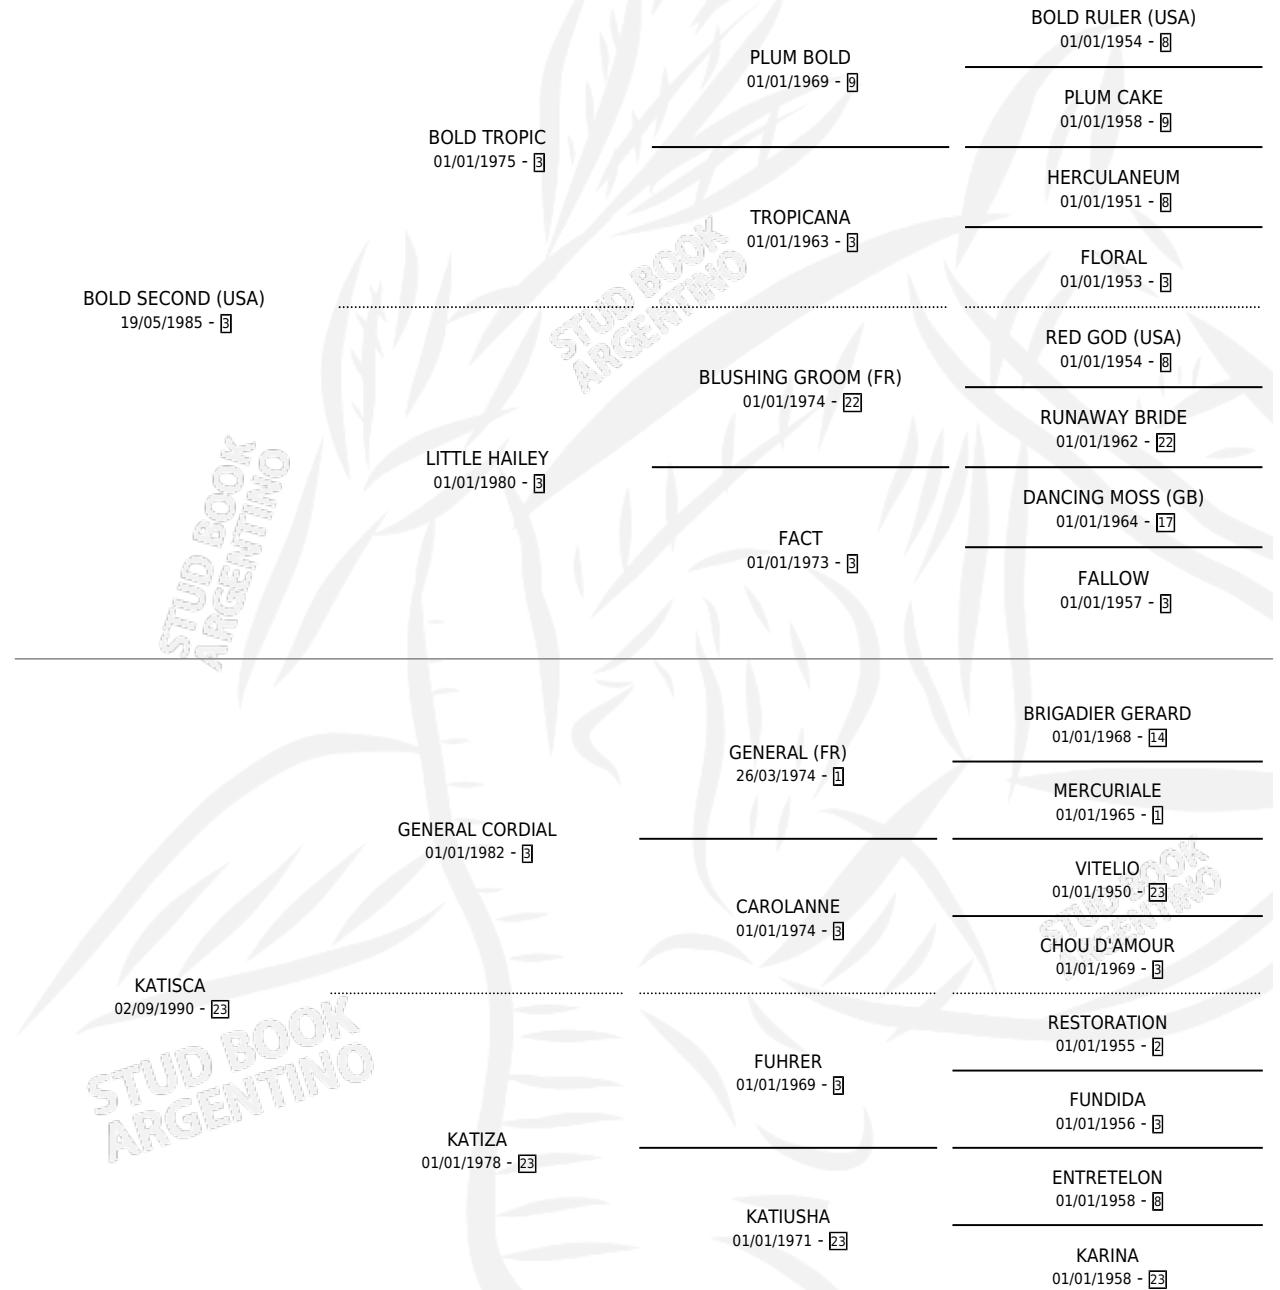 BOLD RULER (USA)
01/01/1954 - 8
PLUM BOLD
01/01/1969 - 9
PLUM CAKE
01/01/1958 - 9
BOLD TROPIC
01/01/1975 - 3
HERCULANEUM
01/01/1951 - 8
TROPICANA
01/01/1963 - 3
FLORAL
01/01/1953 - 3
BOLD SECOND (USA)
19/05/1985 - 3
STUD BOOK
ARGENTINO
RED GOD (USA)
01/01/1954 - 8
BLUSHING GROOM (FR)
01/01/1974 - 22
RUNAWAY BRIDE
01/01/1962 - 22
LITTLE HAILEY
01/01/1980 - 3
DANCING MOSS (GB)
01/01/1964 - 17
FACT
01/01/1973 - 3
FALLOW
01/01/1957 - 3
STUD BOOK
ARGENTINO
BRIGADIER GERARD
01/01/1968 - 14
GENERAL (FR)
26/03/1974 - 1
MERCURIALE
01/01/1965 - 1
GENERAL CORDIAL
01/01/1982 - 3
VITELIO
01/01/1950 - 23
CAROLANNE
01/01/1974 - 3
CHOU D'AMOUR
01/01/1969 - 3
STUD BOOK
ARGENTINO
KATISCA
02/09/1990 - 23
RESTORATION
01/01/1955 - 2
FUHRER
01/01/1969 - 3
FUNDIDA
01/01/1956 - 3
STUD BOOK
ARGENTINO
KATIZA
01/01/1978 - 23
ENTRETELON
01/01/1958 - 8
KATIUSHA
01/01/1971 - 23
KARINA
01/01/1958 - 23